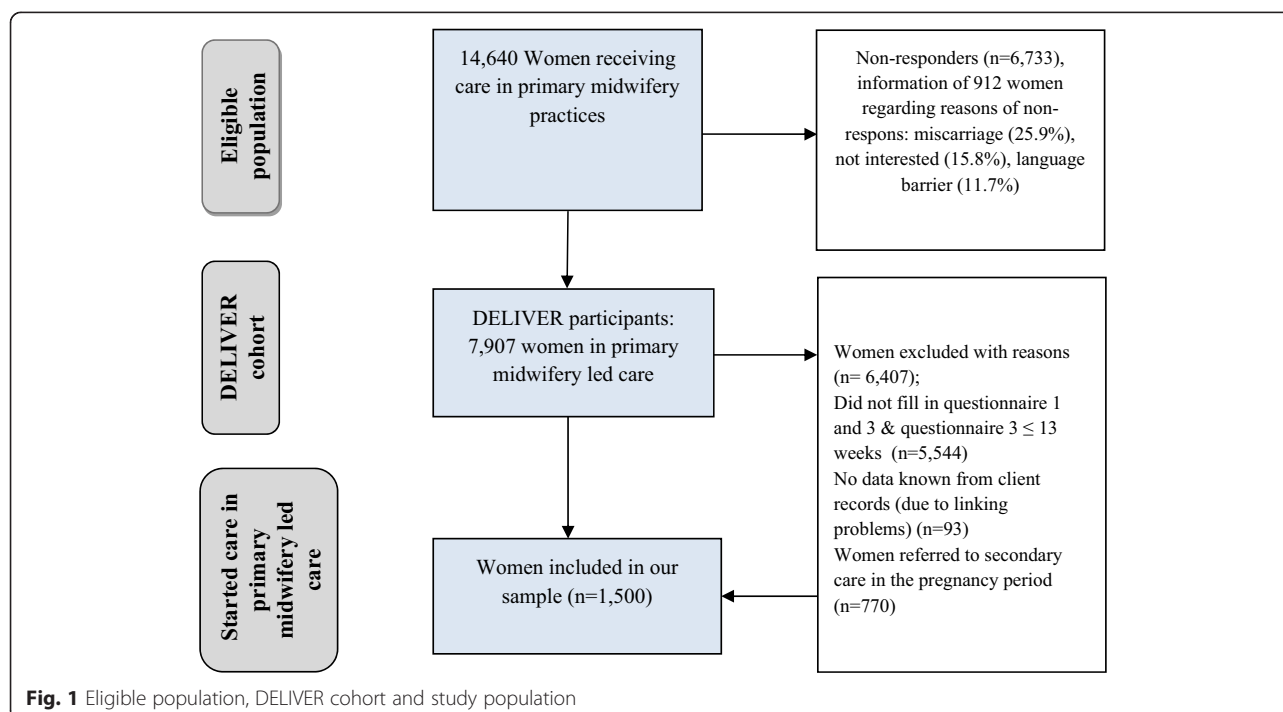 Eligible
population
14,640 Women receiving
care in primary midwifery
practices
Non-responders (n=6,733),
information of 912 women
regarding reasons of non-
respons: miscarriage (25.9%),
not interested (15.8%), language
barrier (11.7%)
DELIVER
cohort
DELIVER participants:
7,907 women in primary
midwifery led care
Women excluded with reasons
(n= 6,407);
Did not fill in questionnaire 1
and 3 & questionnaire 3 ≤ 13
weeks (n=5,544)
No data known from client
records (due to linking
problems) (n=93)
Women referred to secondary
care in the pregnancy period
(n=770)
Started care in
primary
midwifery led
care
Women included in our
sample (n=1,500)
Fig. 1 Eligible population, DELIVER cohort and study population